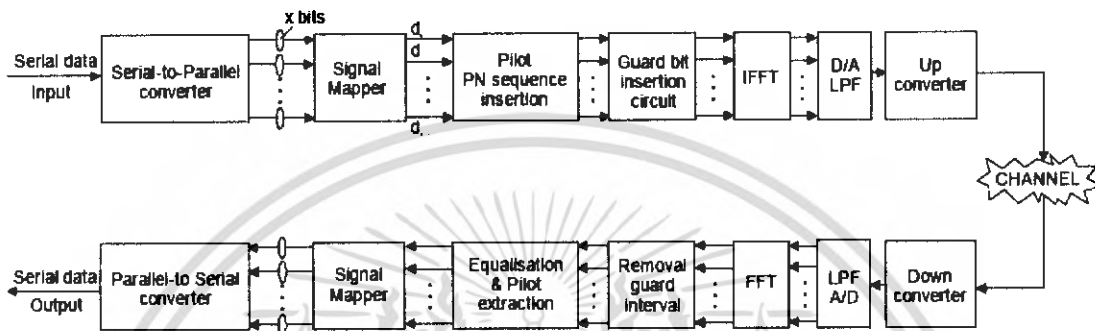 x bits
Serial data
Input
Serial-to-Parallel
converter
Signal
Mapper
d
d
d
Pilot
PN sequence
insertion
Guard bit
insertion
circuit
IFFT
D/A
LPF
Up
converter
CHANNEL
Serial data
Output
Parallel-to Serial
converter
Signal
Mapper
Equalisation
& Pilot
extraction
Removal
guard
interval
FFT
LPF
A/D
Down
converter